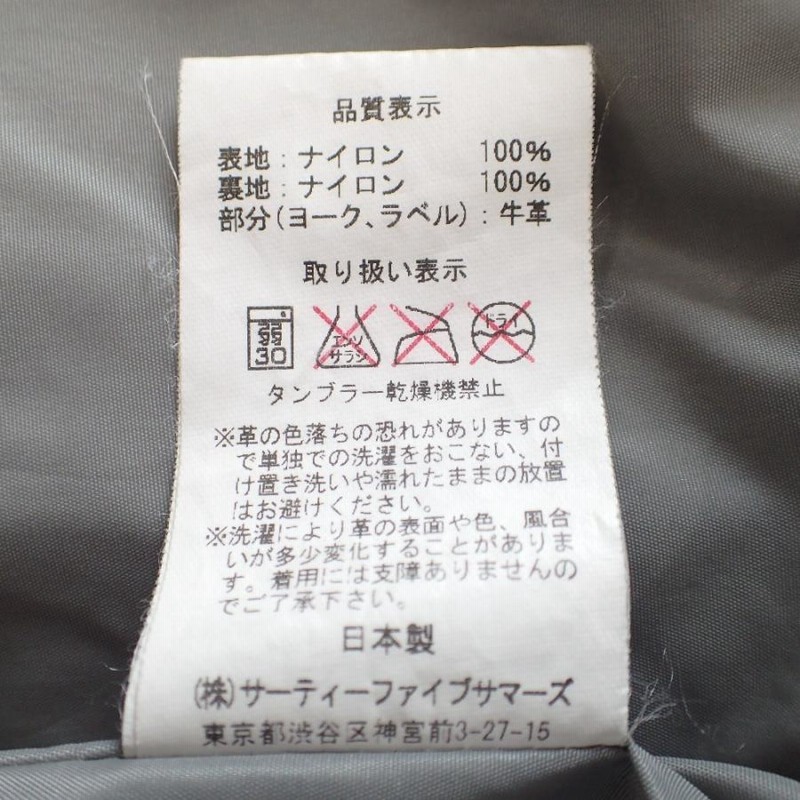 品質表示
表地：ナイロン 100%
裏地：ナイロン 100%
部分(ヨーク、ラベル)：牛革
取り扱い表示
弱 エンソ ドライ
30 サラシ
タンブラー乾燥機禁止
※革の色落ちの恐れがありますの
で単独での洗濯をおこない、付
け置き洗いや濡れたままの放置
はお避けください。
※洗濯により革の表面や色、風合
いが多少変化することがありま
す。着用には支障ありませんの
でご了承下さい。
日本製
(株)サーティーファイブサマーズ
東京都渋谷区神宮前3-27-15